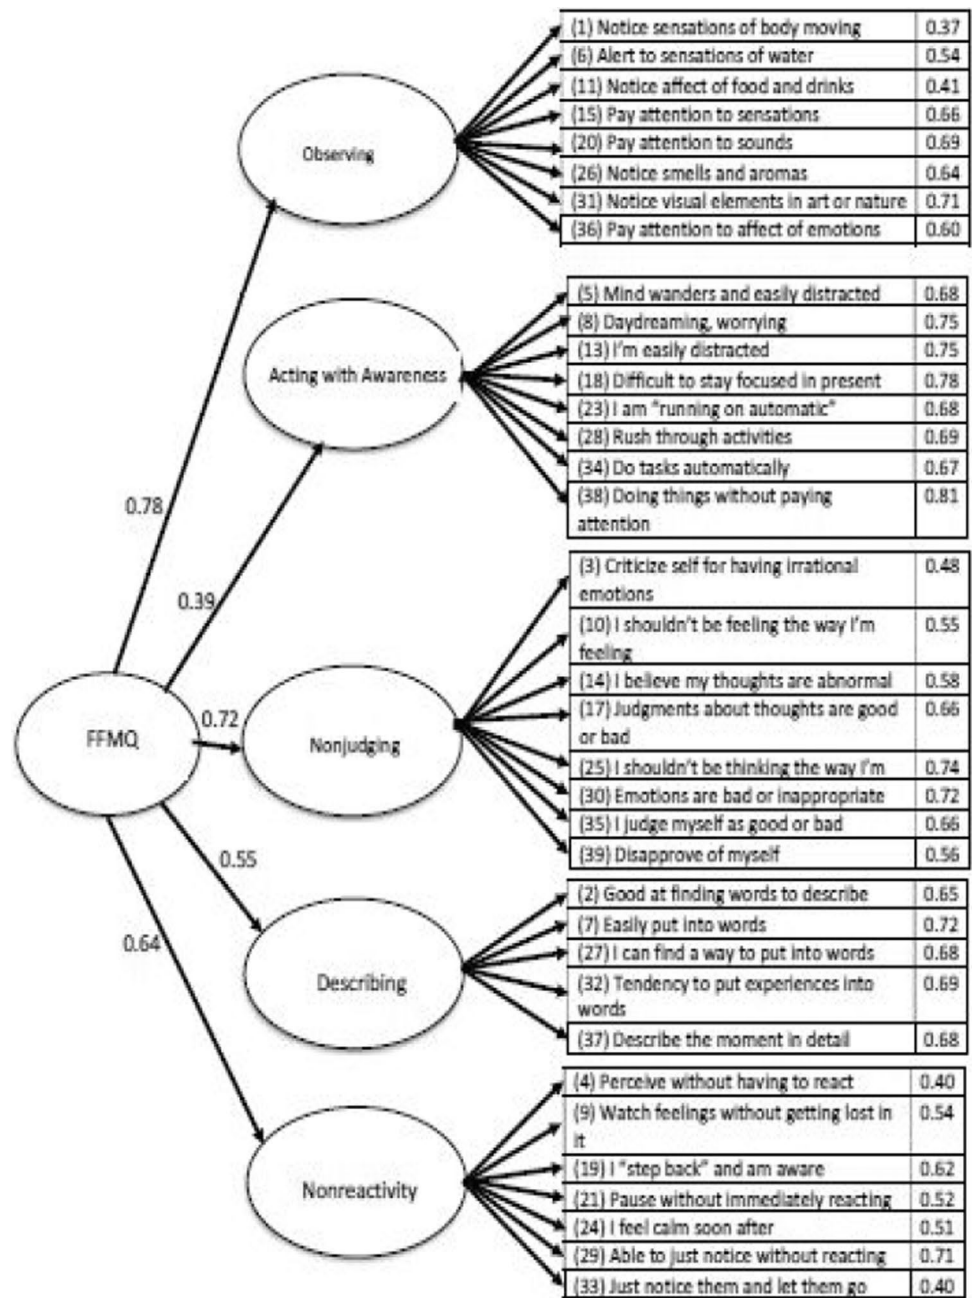 (1) Notice sensations of body moving 0.37
(6) Alert to sensations of water 0.54
(11) Notice affect of food and drinks 0.41
(15) Pay attention to sensations 0.66
(20) Pay attention to sounds 0.69
(26) Notice smells and aromas 0.64
(31) Notice visual elements in art or nature 0.71
(36) Pay attention to affect of emotions 0.60
Observing
(5) Mind wanders and easily distracted 0.68
(8) Daydreaming, worrying 0.75
(13) I'm easily distracted 0.75
(18) Difficult to stay focused in present 0.78
(23) I am "running on automatic" 0.68
(28) Rush through activities 0.69
(34) Do tasks automatically 0.67
(38) Doing things without paying 0.81
attention
Acting with Awareness
0.78
0.39
(3) Criticize self for having irrational 0.48
emotions
(10) I shouldn't be feeling the way I'm 0.55
feeling
(14) I believe my thoughts are abnormal 0.58
(17) Judgments about thoughts are good 0.66
or bad
(25) I shouldn't be thinking the way I'm 0.74
(30) Emotions are bad or inappropriate 0.72
(35) I judge myself as good or bad 0.66
(39) Disapprove of myself 0.56
FFMQ
0.72
Nonjudging
0.55
0.64
(2) Good at finding words to describe 0.65
(7) Easily put into words 0.72
(27) I can find a way to put into words 0.68
(32) Tendency to put experiences into 0.69
words
(37) Describe the moment in detail 0.68
Describing
(4) Perceive without having to react 0.40
(9) Watch feelings without getting lost in 0.54
it
(19) I "step back" and am aware 0.62
(21) Pause without immediately reacting 0.52
(24) I feel calm soon after 0.51
(29) Able to just notice without reacting 0.71
(33) Just notice them and let them go 0.40
Nonreactivity